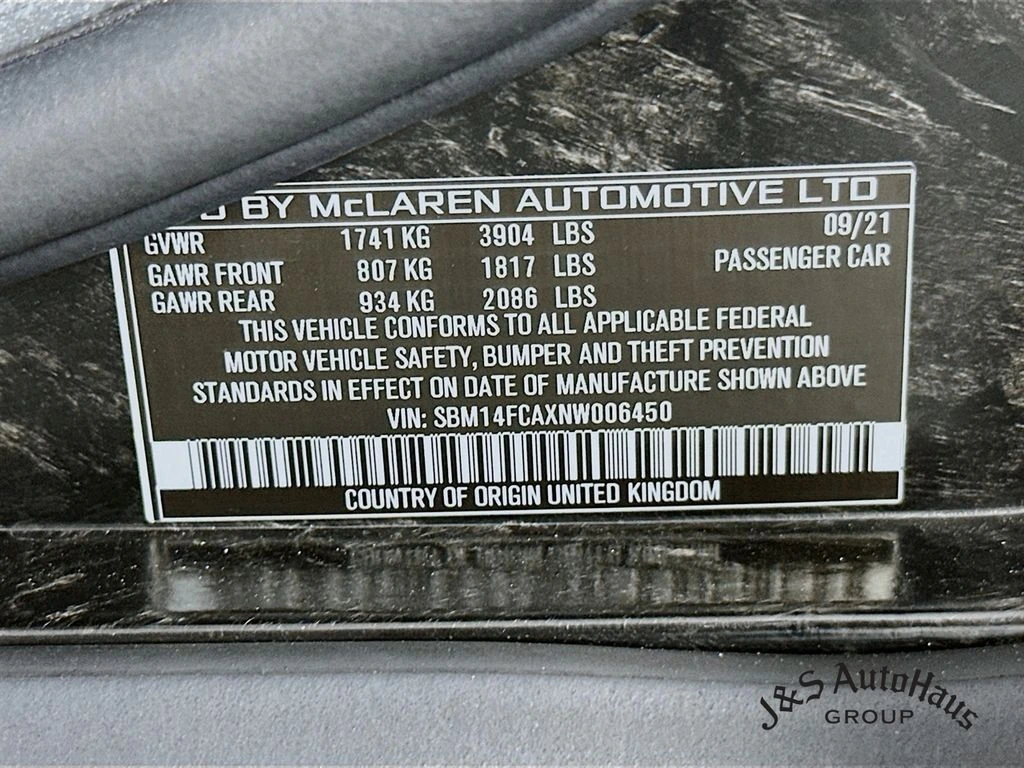 BY McLAREN AUTOMOTIVE LTD
GVWR 1741 KG 3904 LBS 09/21
GAWR FRONT 807 KG 1817 LBS PASSENGER CAR
GAWR REAR 934 KG 2086 LBS
THIS VEHICLE CONFORMS TO ALL APPLICABLE FEDERAL
MOTOR VEHICLE SAFETY, BUMPER AND THEFT PREVENTION
STANDARDS IN EFFECT ON DATE OF MANUFACTURE SHOWN ABOVE
VIN: SBM14FCAXNW006450
COUNTRY OF ORIGIN UNITED KINGDOM
J&S AutoHaus
GROUP